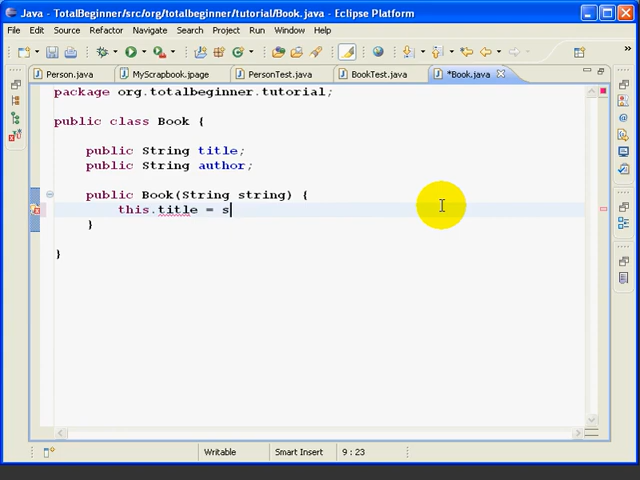 Java - TotalBeginner/src/org/totalbeginner/tutorial/Book.java - Eclipse Platform
File Edit Source Refactor Navigate Search Project Run Window Help
Person.java MyScrapbook.jpage PersonTest.java BookTest.java *Book.java
package org.totalbeginner.tutorial;
public class Book {
public String title;
public String author;
public Book(String string) {
this.title = s
}
}
Writable Smart Insert 9 : 23